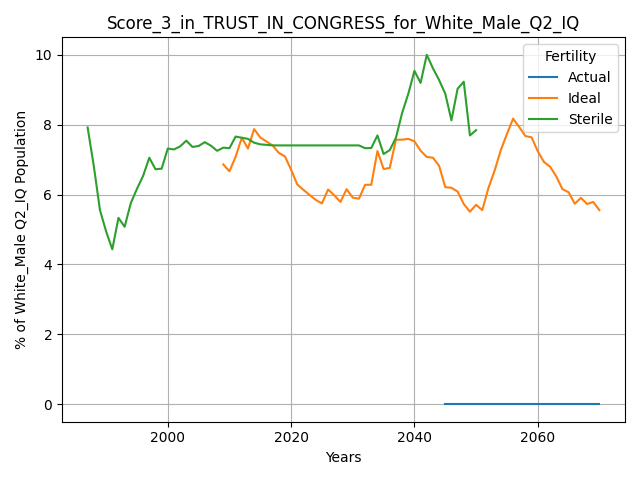 Score_3_in_TRUST_IN_CONGRESS_for_White_Male_Q2_IQ
% of White_Male Q2_IQ Population
10
8
6
4
2
0
Fertility
Actual
Ideal
Sterile
2000
2020
2040
2060
Years